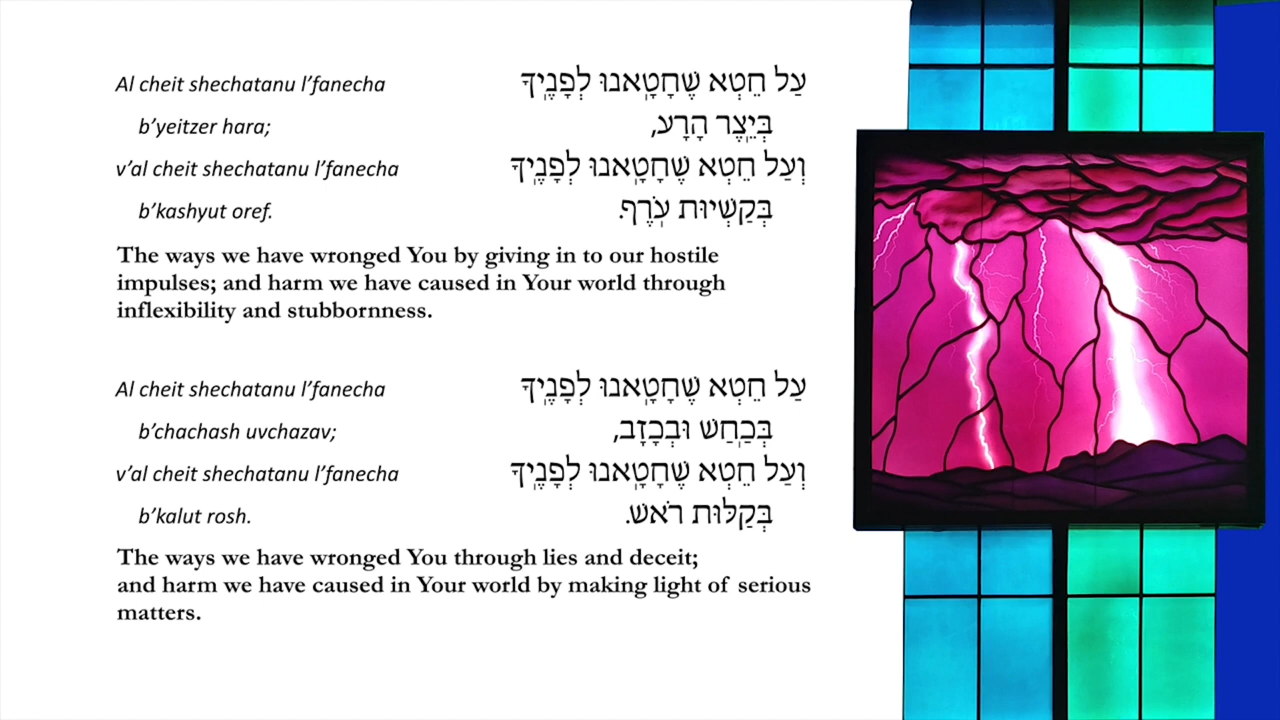 Al cheit shechatanu l’fanecha
עַל חֵטְא שֶׁחָטָֽאנוּ לְפָנֶֽיךָ
b’yeitzer hara;
בְּיֵֽצֶר הָרָע,
v’al cheit shechatanu l’fanecha
וְעַל חֵטְא שֶׁחָטָֽאנוּ לְפָנֶֽיךָ
b’kashyut oref.
בְּקַשְׁיוּת עֹֽרֶף.
The ways we have wronged You by giving in to our hostile
impulses; and harm we have caused in Your world through
inflexibility and stubbornness.
Al cheit shechatanu l’fanecha
עַל חֵטְא שֶׁחָטָֽאנוּ לְפָנֶֽיךָ
b’chachash uvchazav;
בְּכַֽחַשׁ וּבְכָזָב,
v’al cheit shechatanu l’fanecha
וְעַל חֵטְא שֶׁחָטָֽאנוּ לְפָנֶֽיךָ
b’kalut rosh.
בְּקַלּוּת רֹאשׁ.
The ways we have wronged You through lies and deceit;
and harm we have caused in Your world by making light of serious
matters.